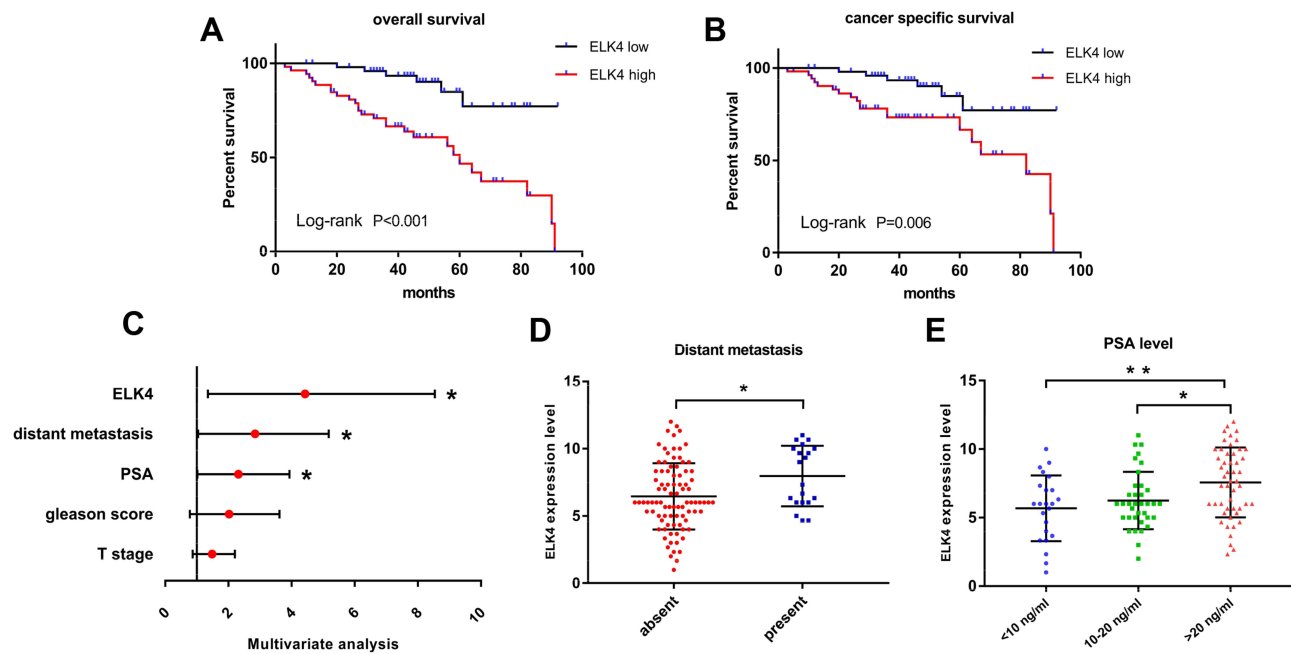 A
overall survival
ELK4 low
ELK4 high
Percent survival
100
50
0
Log-rank P<0.001
0 20 40 60 80 100
months
B
cancer specific survival
ELK4 low
ELK4 high
Percent survival
100
50
0
Log-rank P=0.006
0 20 40 60 80 100
months
C
ELK4
*
distant metastasis
*
PSA
*
gleason score
T stage
0 2 4 6 8 10
Multivariate analysis
D
Distant metastasis
*
ELK4 expression level
15
10
5
0
absent present
E
PSA level
* *
*
ELK4 expression level
15
10
5
0
<10 ng/ml 10-20 ng/ml >20 ng/ml